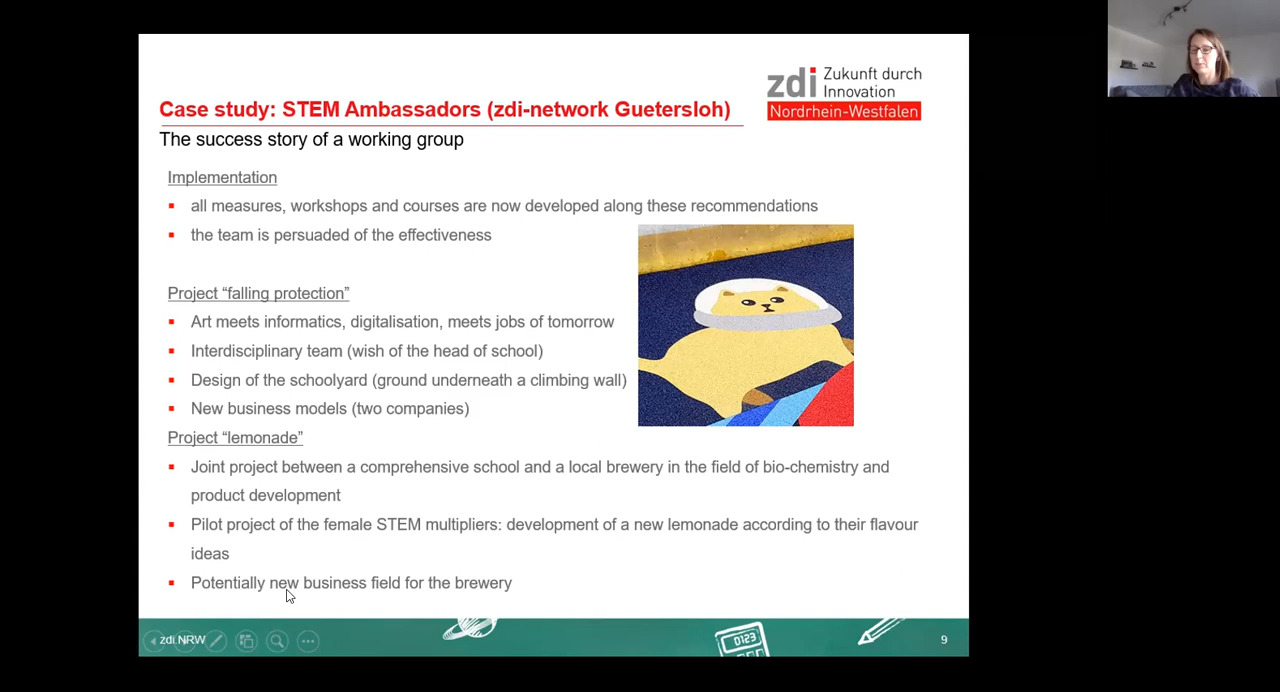 zdi Zukunft durch
Innovation
Nordrhein-Westfalen
Case study: STEM Ambassadors (zdi-network Guetersloh)
The success story of a working group
Implementation
all measures, workshops and courses are now developed along these recommendations
the team is persuaded of the effectiveness
Project “falling protection”
Art meets informatics, digitalisation, meets jobs of tomorrow
Interdisciplinary team (wish of the head of school)
Design of the schoolyard (ground underneath a climbing wall)
New business models (two companies)
Project “lemonade”
Joint project between a comprehensive school and a local brewery in the field of bio-chemistry and
product development
Pilot project of the female STEM multipliers: development of a new lemonade according to their flavour
ideas
Potentially new business field for the brewery
zdi.NRW
0123
9